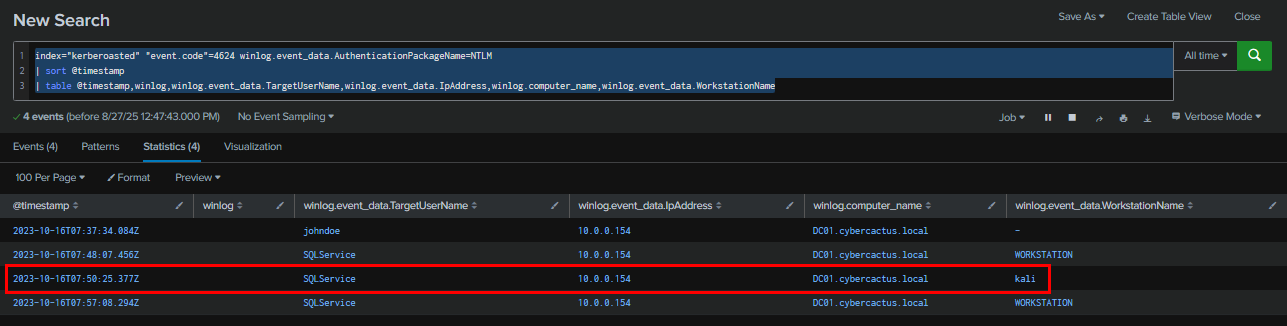 New Search
Save As Create Table View Close
1 index="kerberoasted" "event.code"=4624 winlog.event_data.AuthenticationPackageName=NTLM
2 | sort @timestamp
3 | table @timestamp,winlog,winlog.event_data.TargetUserName,winlog.event_data.IpAddress,winlog.computer_name,winlog.event_data.WorkstationName
All time
4 events (before 8/27/25 12:47:43.000 PM) No Event Sampling
Job Verbose Mode
Events (4) Patterns Statistics (4) Visualization
100 Per Page Format Preview
@timestamp winlog winlog.event_data.TargetUserName winlog.event_data.IpAddress winlog.computer_name winlog.event_data.WorkstationName
2023-10-16T07:37:34.084Z johndoe 10.0.0.154 DC01.cybercactus.local -
2023-10-16T07:48:07.456Z SQLService 10.0.0.154 DC01.cybercactus.local WORKSTATION
2023-10-16T07:50:25.377Z SQLService 10.0.0.154 DC01.cybercactus.local kali
2023-10-16T07:57:08.294Z SQLService 10.0.0.154 DC01.cybercactus.local WORKSTATION